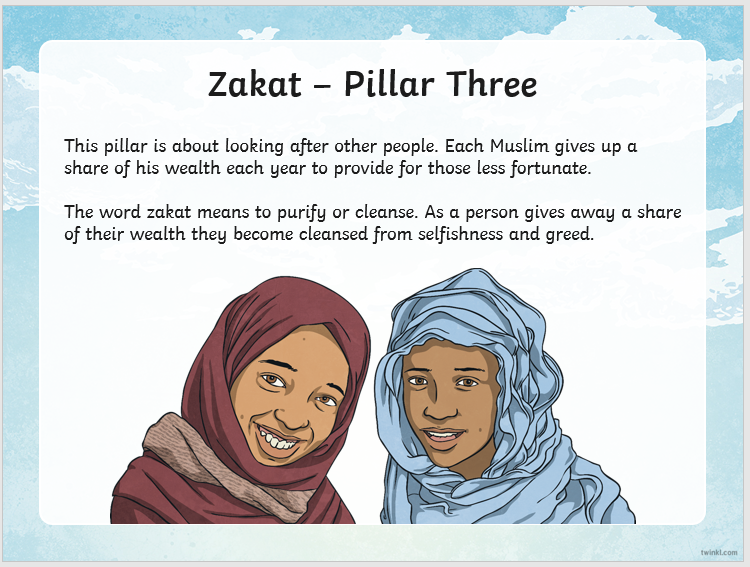 Zakat – Pillar Three
This pillar is about looking after other people. Each Muslim gives up a
share of his wealth each year to provide for those less fortunate.
The word zakat means to purify or cleanse. As a person gives away a share
of their wealth they become cleansed from selfishness and greed.
twinkl.com